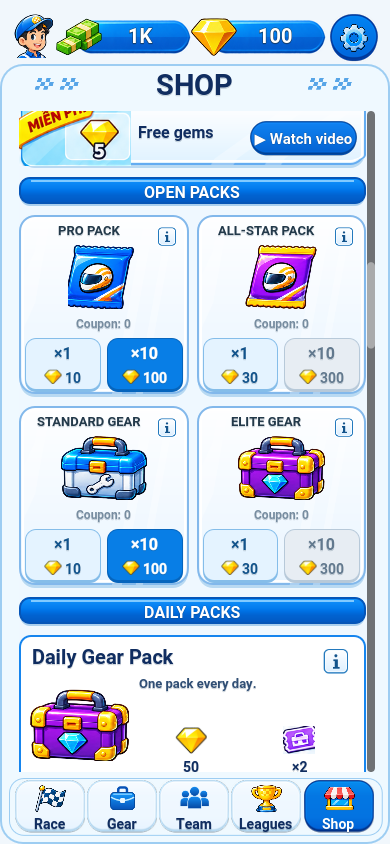 1K
100
SHOP
MIỄN PHÍ
5
Free gems
▶ Watch video
OPEN PACKS
PRO PACK
i
ALL-STAR PACK
i
Coupon: 0
Coupon: 0
×1
10
×10
100
×1
30
×10
300
STANDARD GEAR
i
ELITE GEAR
i
Coupon: 0
Coupon: 0
×1
10
×10
100
×1
30
×10
300
DAILY PACKS
Daily Gear Pack
i
One pack every day.
50
×2
Race
Gear
Team
Leagues
Shop